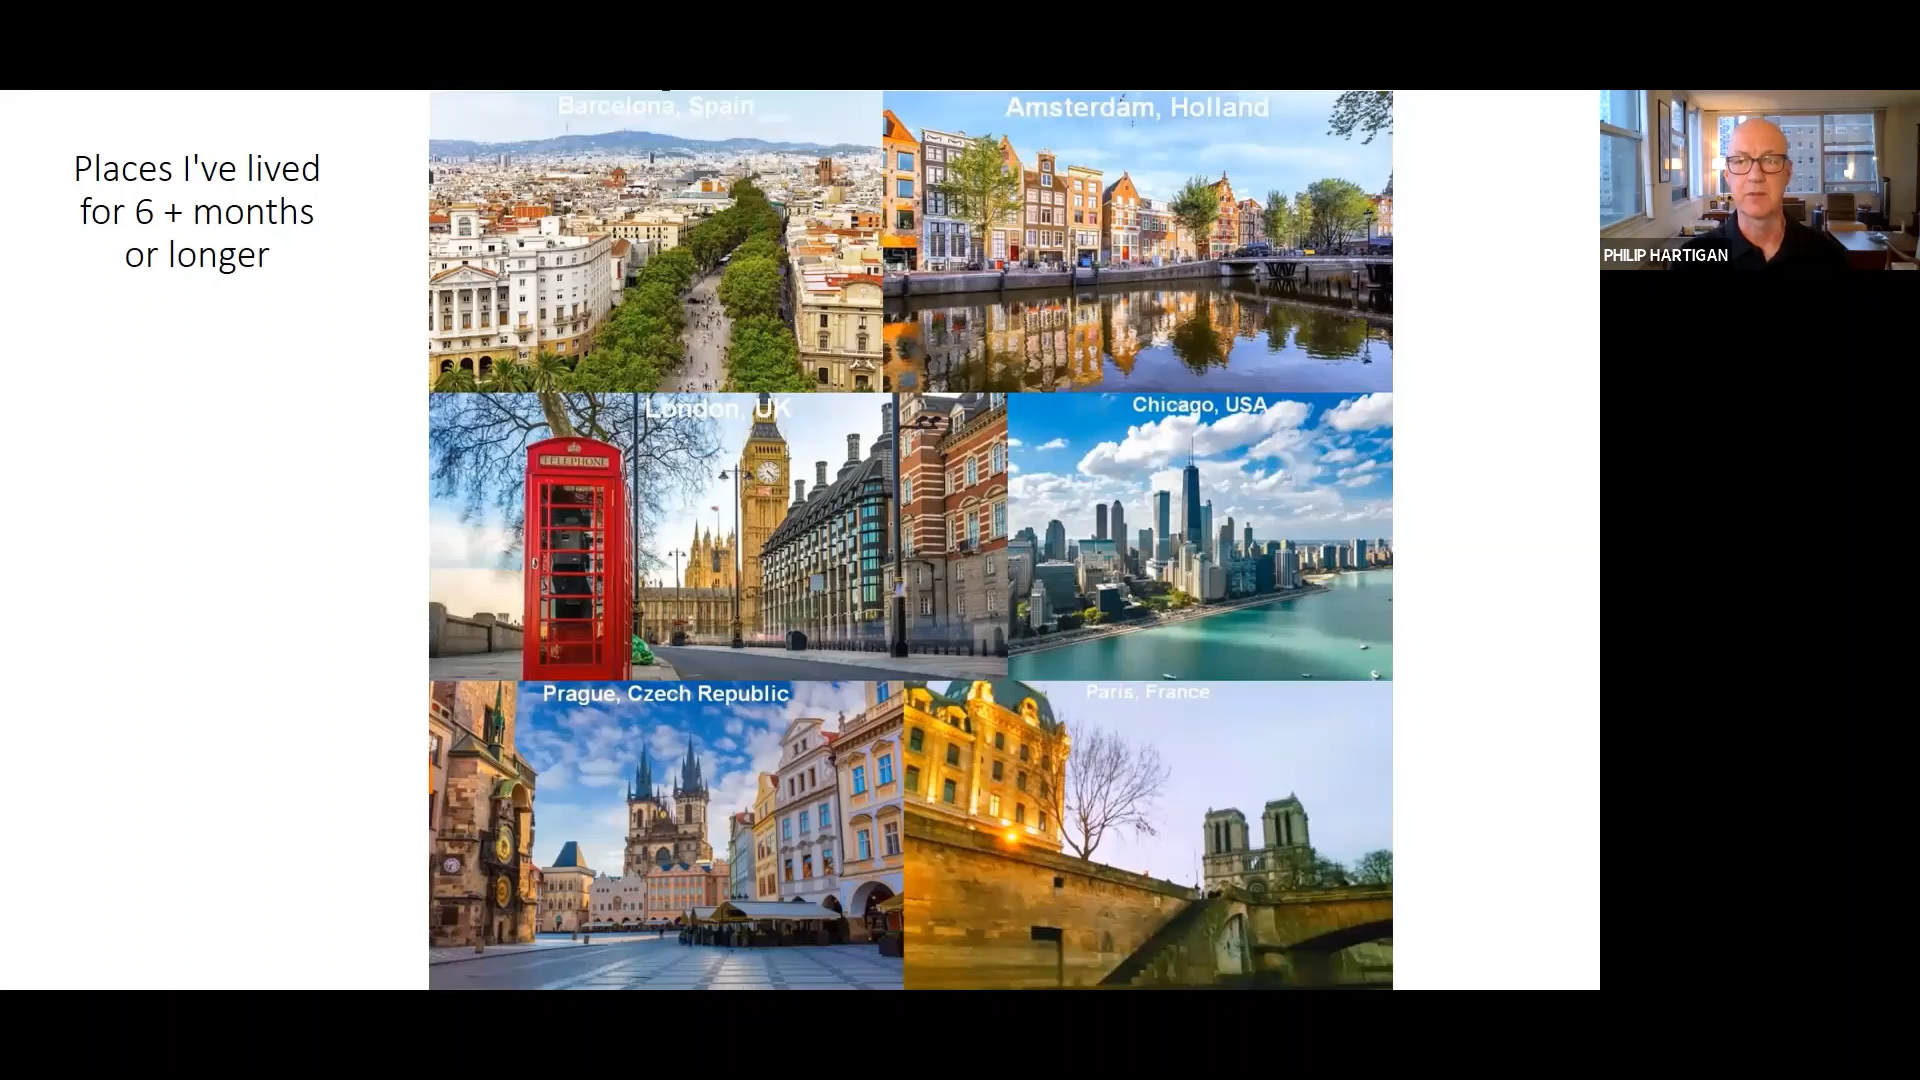 Places I've lived
for 6 + months
or longer
Barcelona, Spain
Amsterdam, Holland
London, UK
TELEPHONE
Chicago, USA
Prague, Czech Republic
Paris, France
PHILIP HARTIGAN